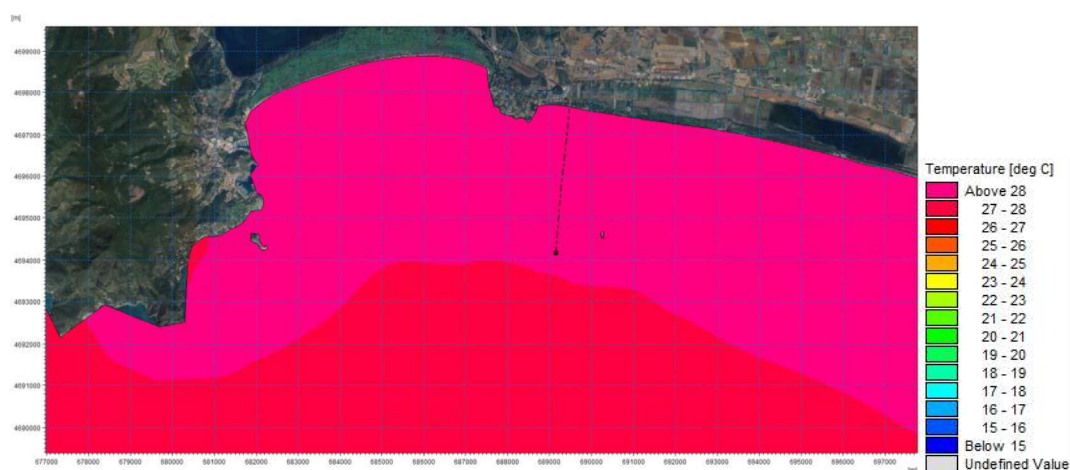 [m]
4699000
4698000
4697000
4696000
4695000
4694000
4693000
4692000
4691000
4690000
677000 678000 679000 680000 681000 682000 683000 684000 685000 686000 687000 688000 689000 690000 691000 692000 693000 694000 695000 696000 697000
[m]
Temperature [deg C]
Above 28
27 - 28
26 - 27
25 - 26
24 - 25
23 - 24
22 - 23
21 - 22
20 - 21
19 - 20
18 - 19
17 - 18
16 - 17
15 - 16
Below 15
Undefined Value